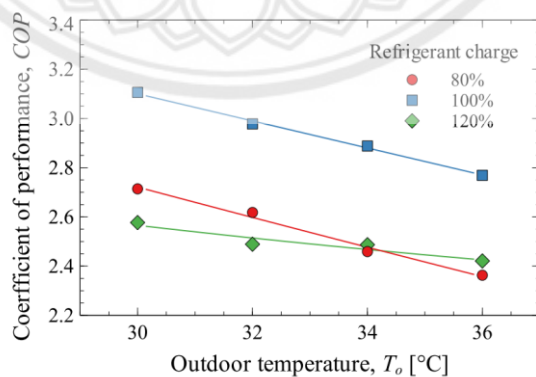 3.4
3.2
3.0
2.8
2.6
2.4
2.2
Coerfficient of performance, COP
Refrigerant charge
80%
100%
120%
30 32 34 36
Outdoor temperature, Tₒ [°C]